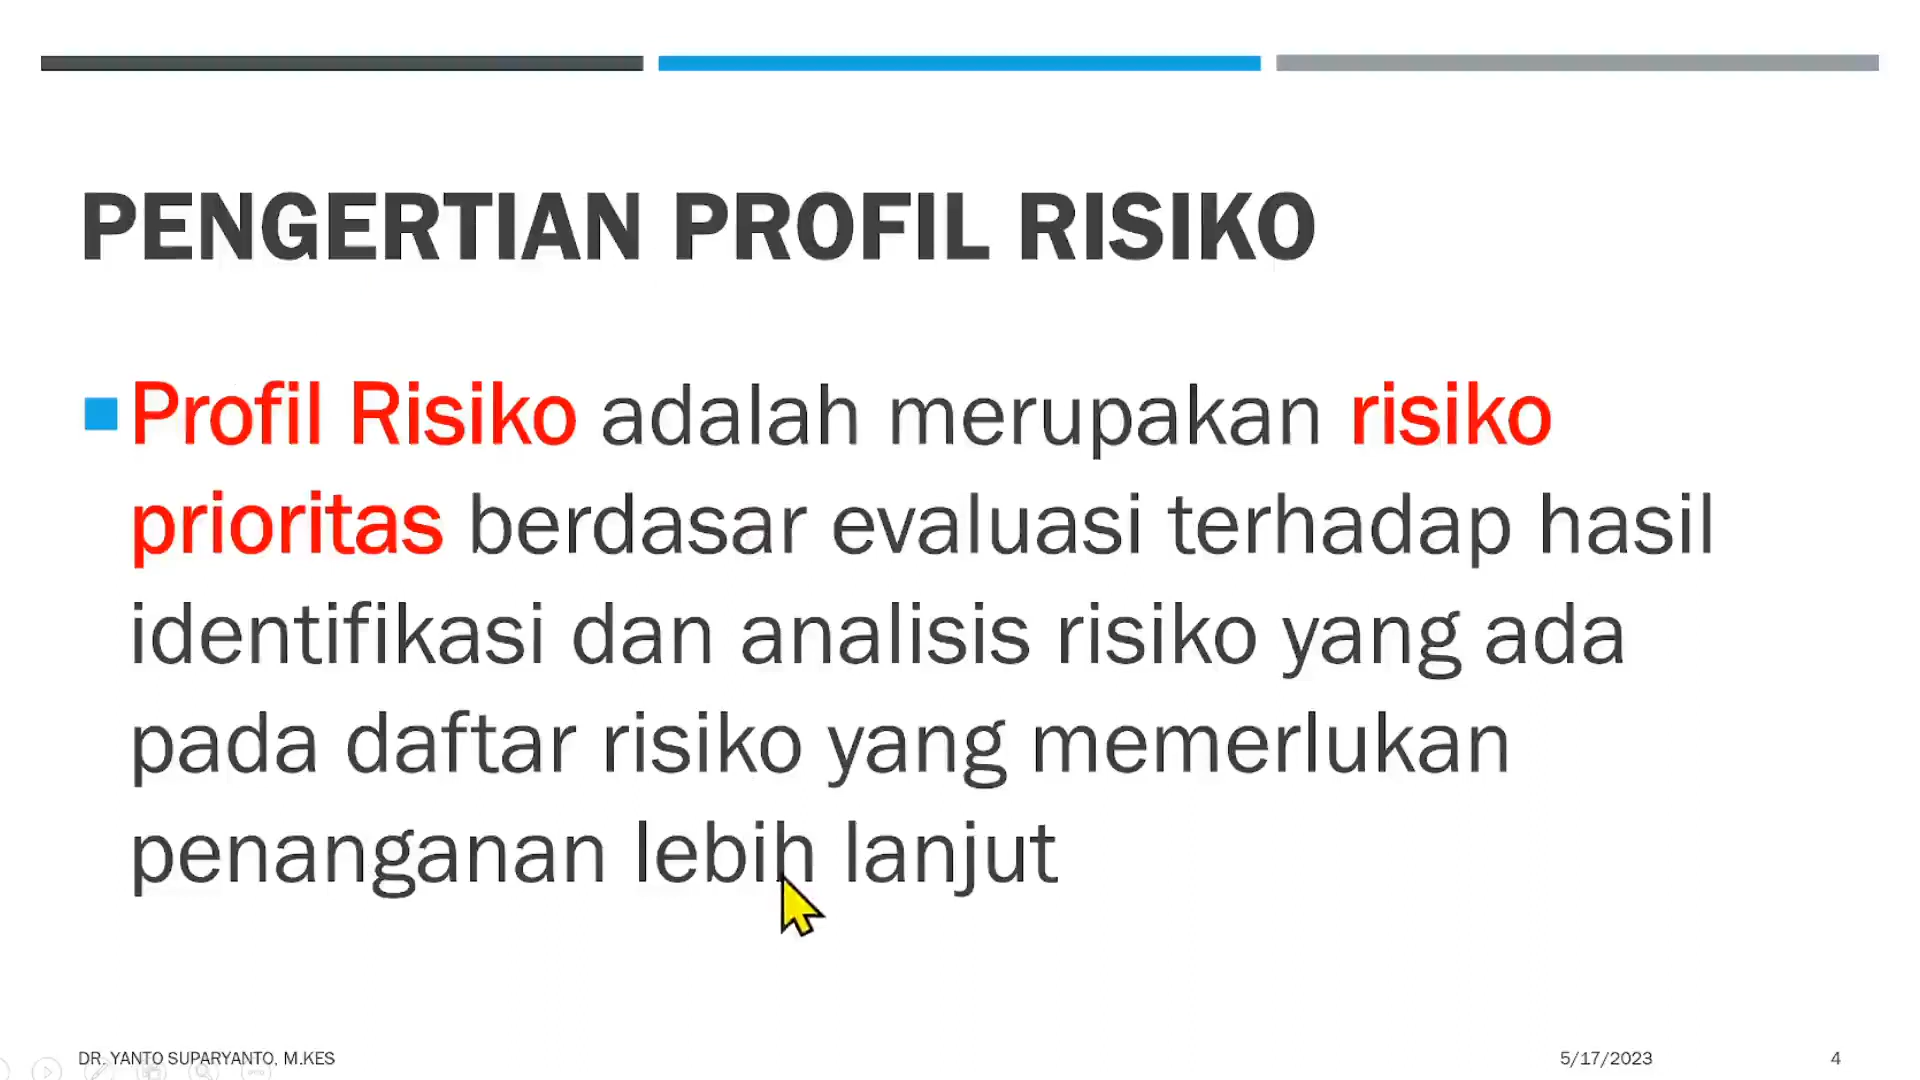 PENGERTIAN PROFIL RISIKO
Profil Risiko adalah merupakan risiko
prioritas berdasar evaluasi terhadap hasil
identifikasi dan analisis risiko yang ada
pada daftar risiko yang memerlukan
penanganan lebih lanjut
DR. YANTO SUPARYANTO, M.KES
5/17/2023
4